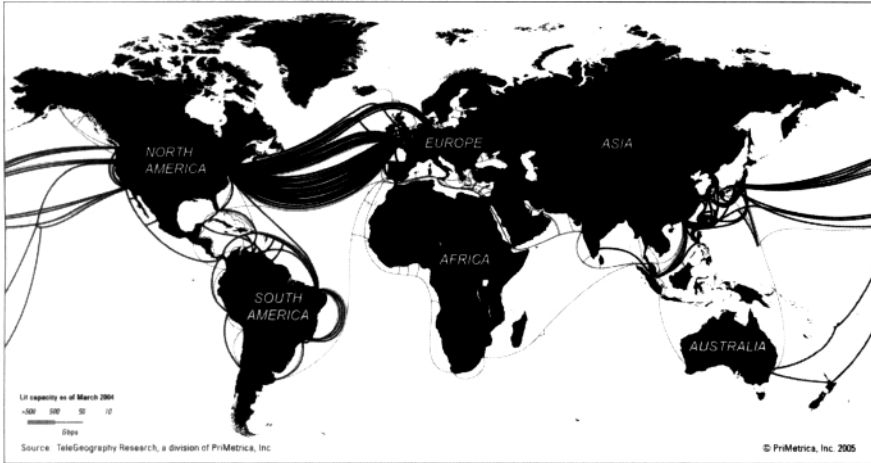 NORTH
AMERICA
EUROPE
ASIA
AFRICA
SOUTH
AMERICA
AUSTRALIA
Lit capacity as of March 2004
>500 500 50 10
Gbps
Source: TeleGeography Research, a division of PriMetrica, Inc
© PriMetrica, Inc. 2005